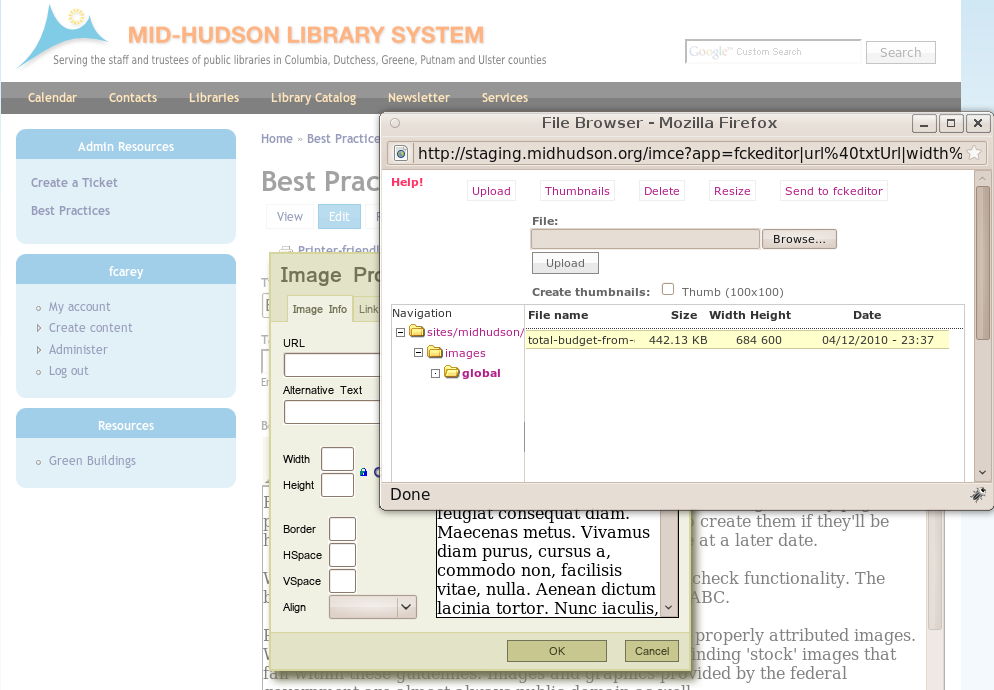 MID-HUDSON LIBRARY SYSTEM
Serving the staff and trustees of public libraries in Columbia, Dutchess, Greene, Putnam and Ulster counties
Google™ Custom Search
Search
Calendar Contacts Libraries Library Catalog Newsletter Services
Admin Resources
Create a Ticket
Best Practices
fcarey
My account
Create content
Administer
Log out
Resources
Green Buildings
Home » Best Practice
Best Prac
View Edit
Printer-friendl
Image Pro
Image Info Link
URL
Alternative Text
Width
Height
Border
HSpace
VSpace
Align
feugiat consequat diam.
Maecenas metus. Vivamus
diam purus, cursus a,
commodo non, facilisis
vitae, nulla. Aenean dictum
lacinia tortor. Nunc iaculis,
OK Cancel
File Browser - Mozilla Firefox
http://staging.midhudson.org/imce?app=fckeditor|url%40txtUrl|width%
Help!
Upload Thumbnails Delete Resize Send to fckeditor
File:
Browse...
Upload
Create thumbnails: Thumb (100x100)
Navigation
sites/midhudson/
images
global
File name Size Width Height Date
total-budget-from- 442.13 KB 684 600 04/12/2010 - 23:37
Done
create them if they'll be
at a later date.
check functionality. The
ABC.
properly attributed images.
nding 'stock' images that
fall within these guidelines. Images and graphics provided by the federal
government are almost always public domain as well.